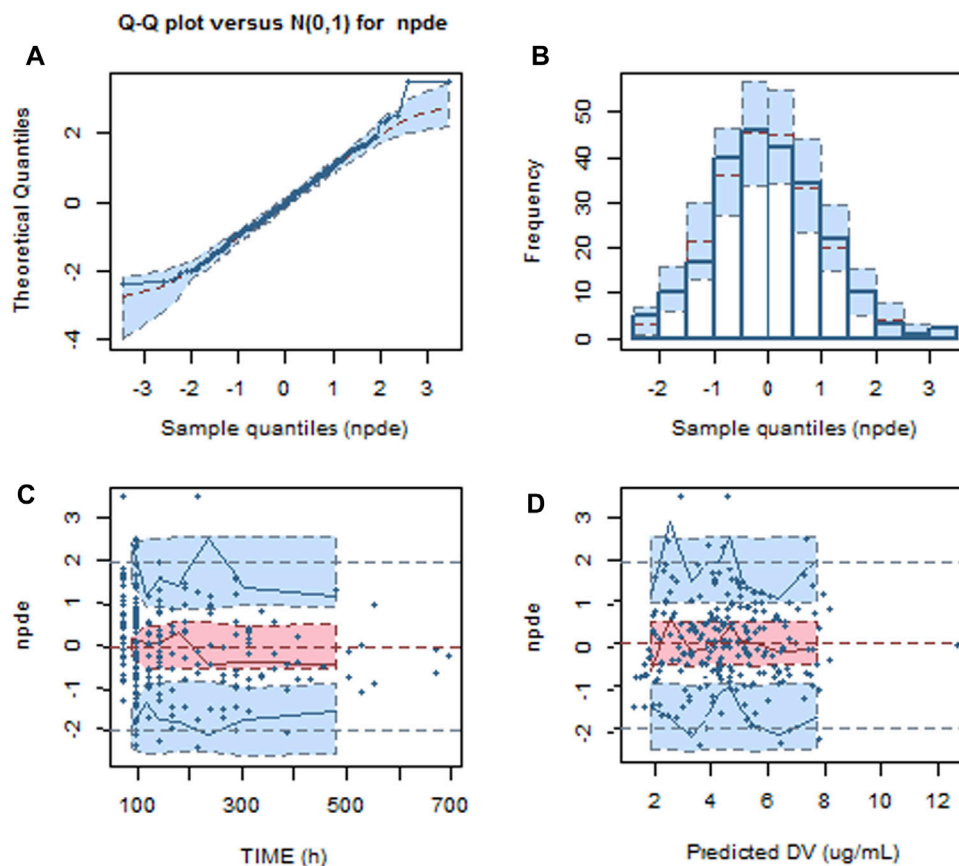 Q-Q plot versus N(0,1) for npde
A
B
Theoretical Quantiles
2
0
-2
-4
-3 -2 -1 0 1 2 3
Sample quantiles (npde)
Frequency
50
40
30
20
10
0
-2 -1 0 1 2 3
Sample quantiles (npde)
C
D
npde
3
2
1
0
-1
-2
100 300 500 700
TIME (h)
npde
3
2
1
0
-1
-2
2 4 6 8 10 12
Predicted DV (ug/mL)